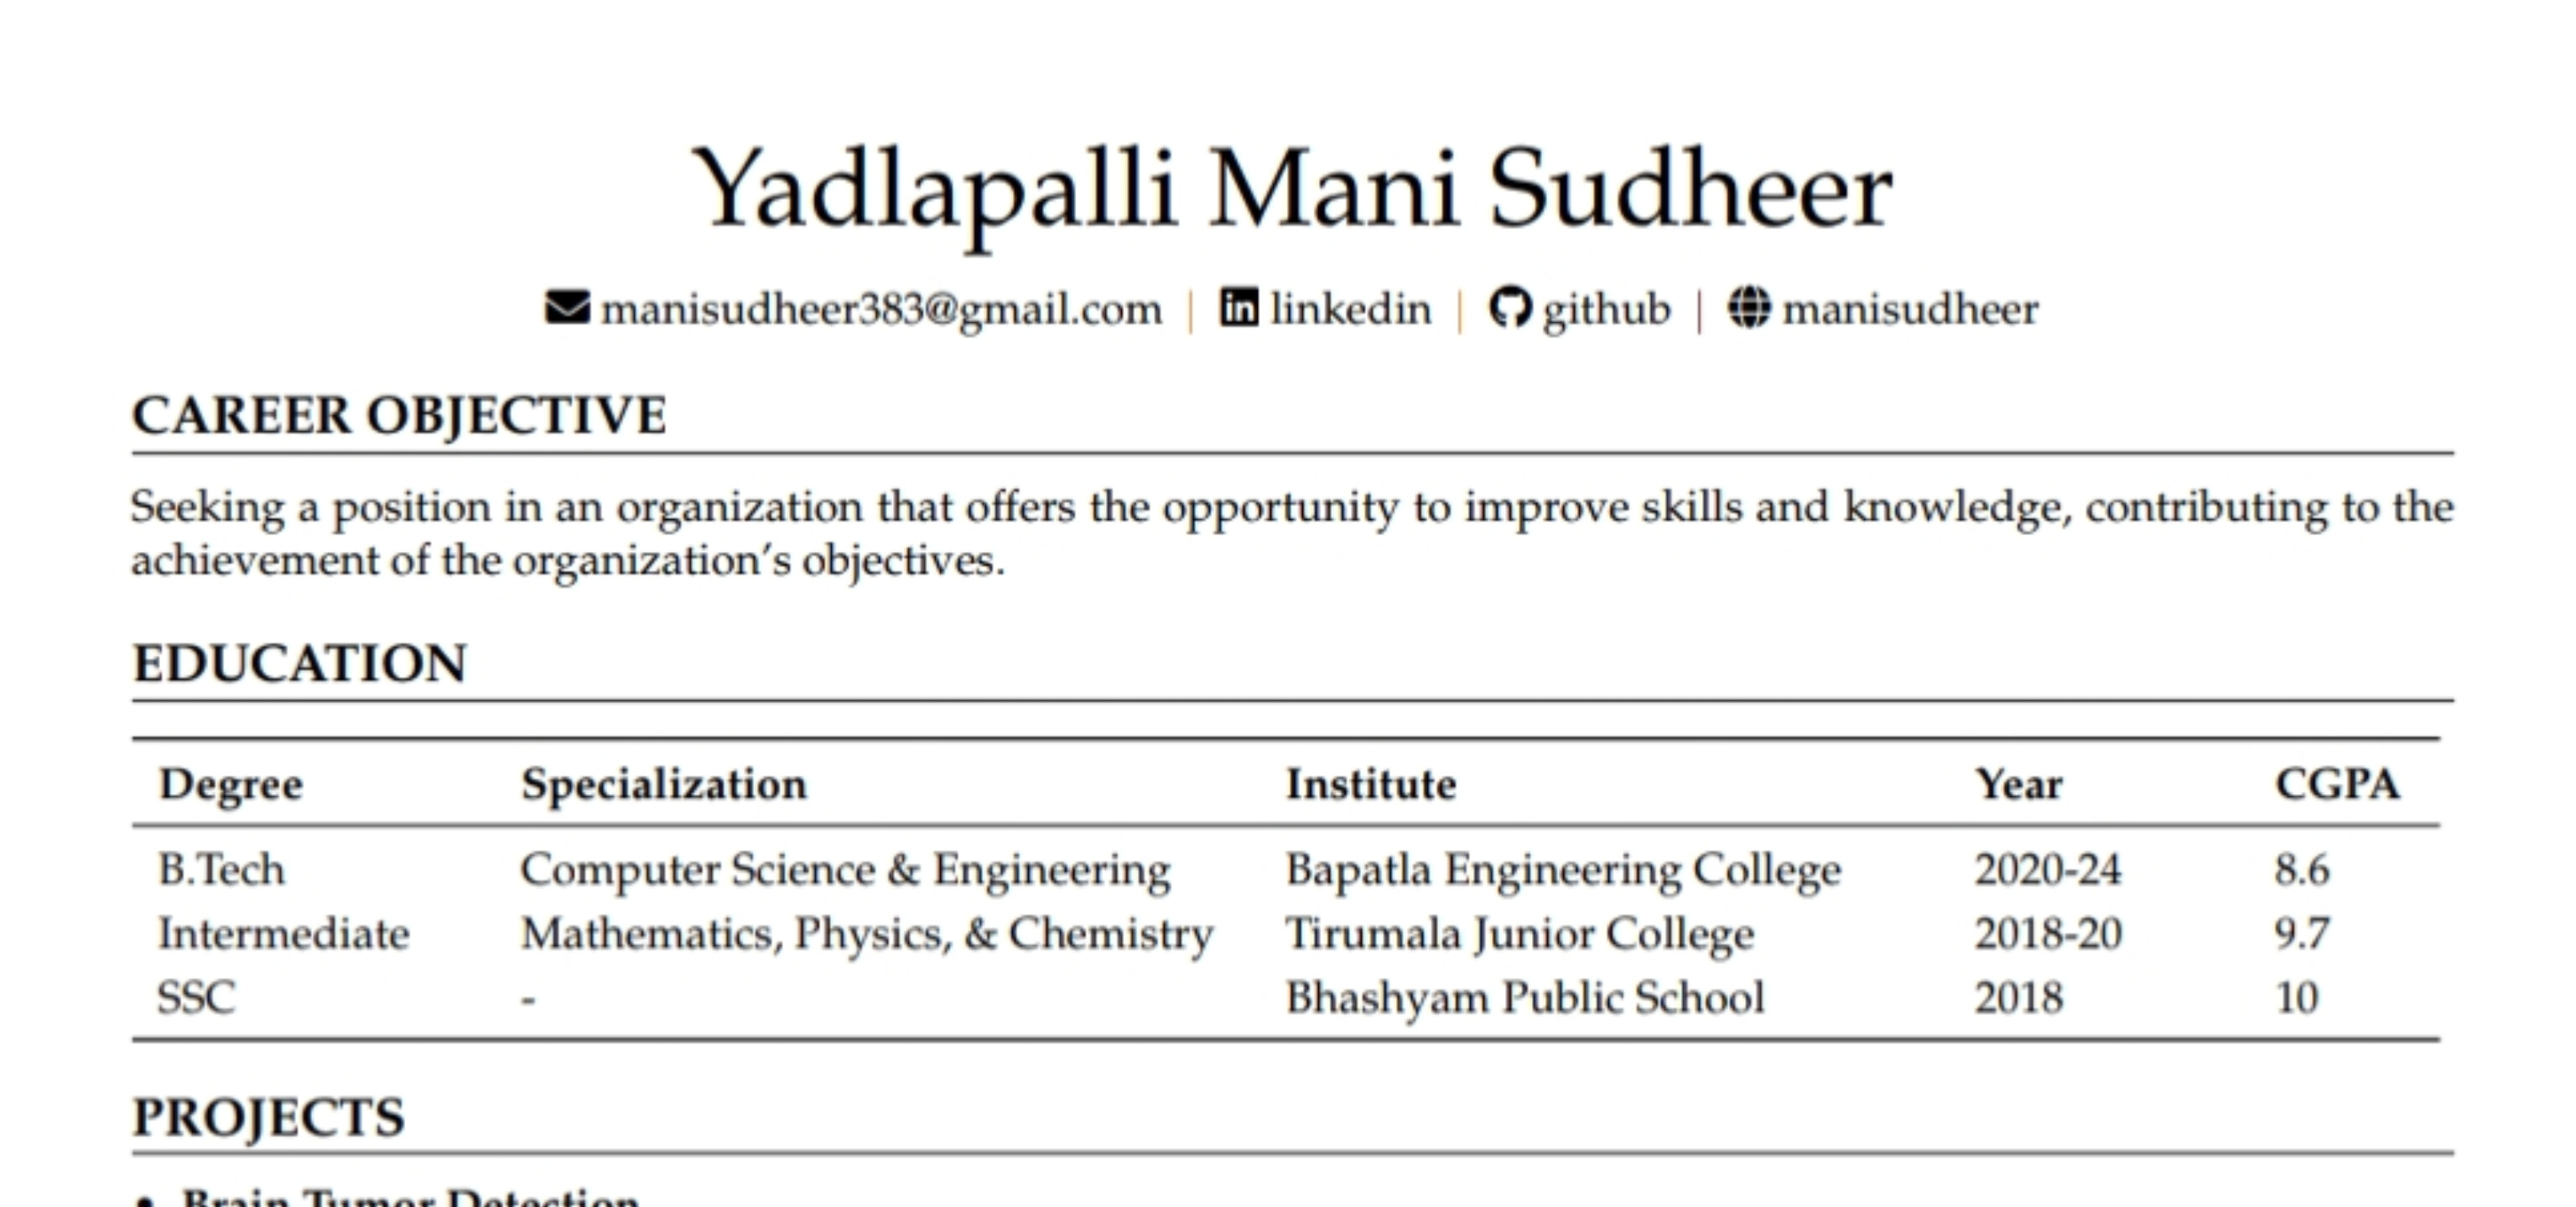 Yadlapalli Mani Sudheer
manisudheer383@gmail.com | linkedin | github | manisudheer
CAREER OBJECTIVE
Seeking a position in an organization that offers the opportunity to improve skills and knowledge, contributing to the
achievement of the organization's objectives.
EDUCATION
Degree Specialization Institute Year CGPA
B.Tech Computer Science & Engineering Bapatla Engineering College 2020-24 8.6
Intermediate Mathematics, Physics, & Chemistry Tirumala Junior College 2018-20 9.7
SSC - Bhashyam Public School 2018 10
PROJECTS
• Brain Tumor Detection